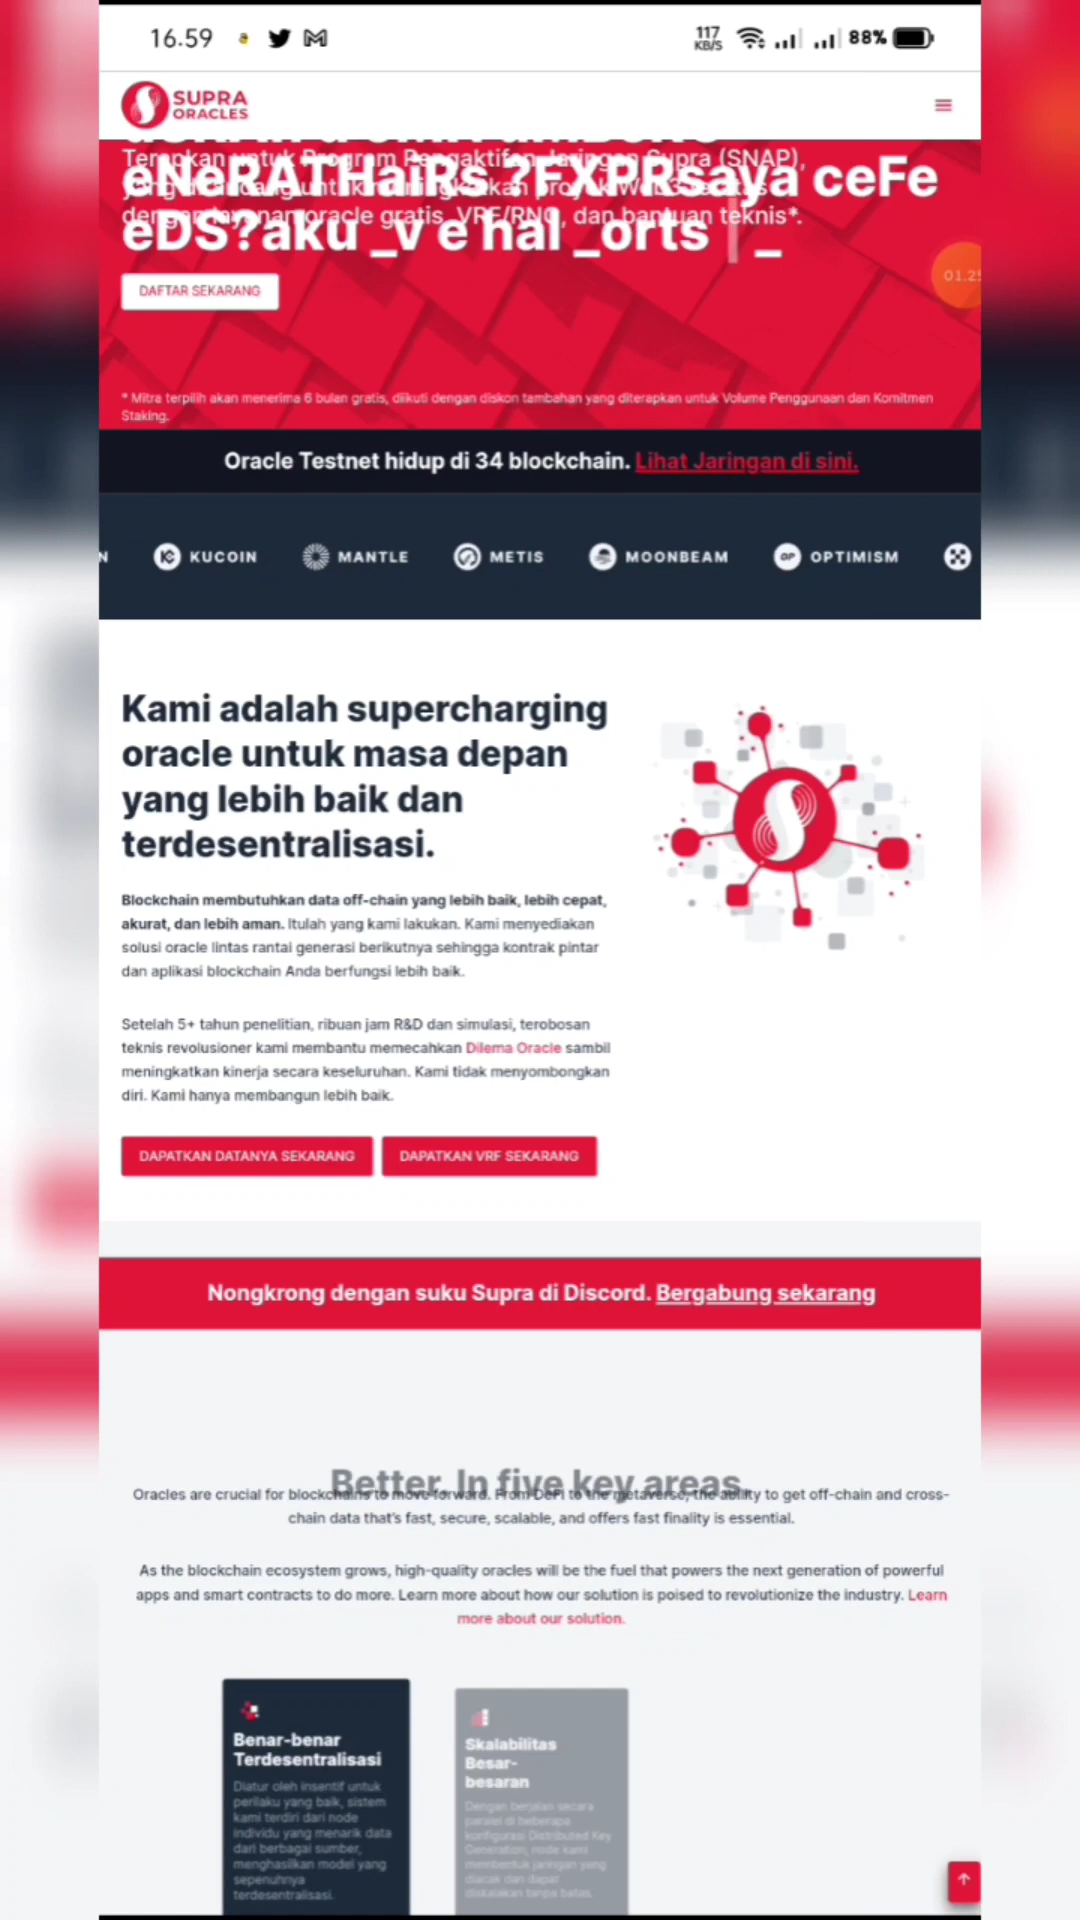 16.59
117
KB/S
88%
SUPRA
ORACLES
Terapkan untuk Program Pengaktifan Jaringan Supra (SNAP),
eNeRATHaiRs ?FXPRsaya ceFe
dengan layanan oracle gratis, VRF/RNG, dan bantuan teknis*.
eDS?aku _v e hal _orts | _
01.25
DAFTAR SEKARANG
* Mitra terpilih akan menerima 6 bulan gratis, diikuti dengan diskon tambahan yang diterapkan untuk Volume Penggunaan dan Komitmen
Staking.
Oracle Testnet hidup di 34 blockchain. Lihat Jaringan di sini.
N KUCOIN MANTLE METIS MOONBEAM OP OPTIMISM
Kami adalah supercharging
oracle untuk masa depan
yang lebih baik dan
terdesentralisasi.
Blockchain membutuhkan data off-chain yang lebih baik, lebih cepat,
akurat, dan lebih aman. Itulah yang kami lakukan. Kami menyediakan
solusi oracle lintas rantai generasi berikutnya sehingga kontrak pintar
dan aplikasi blockchain Anda berfungsi lebih baik.
Setelah 5+ tahun penelitian, ribuan jam R&D dan simulasi, terobosan
teknis revolusioner kami membantu memecahkan Dilema Oracle sambil
meningkatkan kinerja secara keseluruhan. Kami tidak menyombongkan
diri. Kami hanya membangun lebih baik.
DAPATKAN DATANYA SEKARANG DAPATKAN VRF SEKARANG
Nongkrong dengan suku Supra di Discord. Bergabung sekarang
Better. In five key areas.
Oracles are crucial for blockchains to move forward. From DeFi to the metaverse, the ability to get off-chain and cross-
chain data that's fast, secure, scalable, and offers fast finality is essential.
As the blockchain ecosystem grows, high-quality oracles will be the fuel that powers the next generation of powerful
apps and smart contracts to do more. Learn more about how our solution is poised to revolutionize the industry. Learn
more about our solution.
Benar-benar
Terdesentralisasi
Diatur oleh insentif untuk
perilaku yang baik, sistem
kami terdiri dari node
individu yang menarik data
dari berbagai sumber,
menghasilkan model yang
sepenuhnya
terdesentralisasi.
Skalabilitas
Besar-
besaran
Dengan berjalan secara
paralel di beberapa
konfigurasi Distributed Key
Generation, node kami
membentuk jaringan yang
diacak dan dapat
diskalakan tanpa batas.